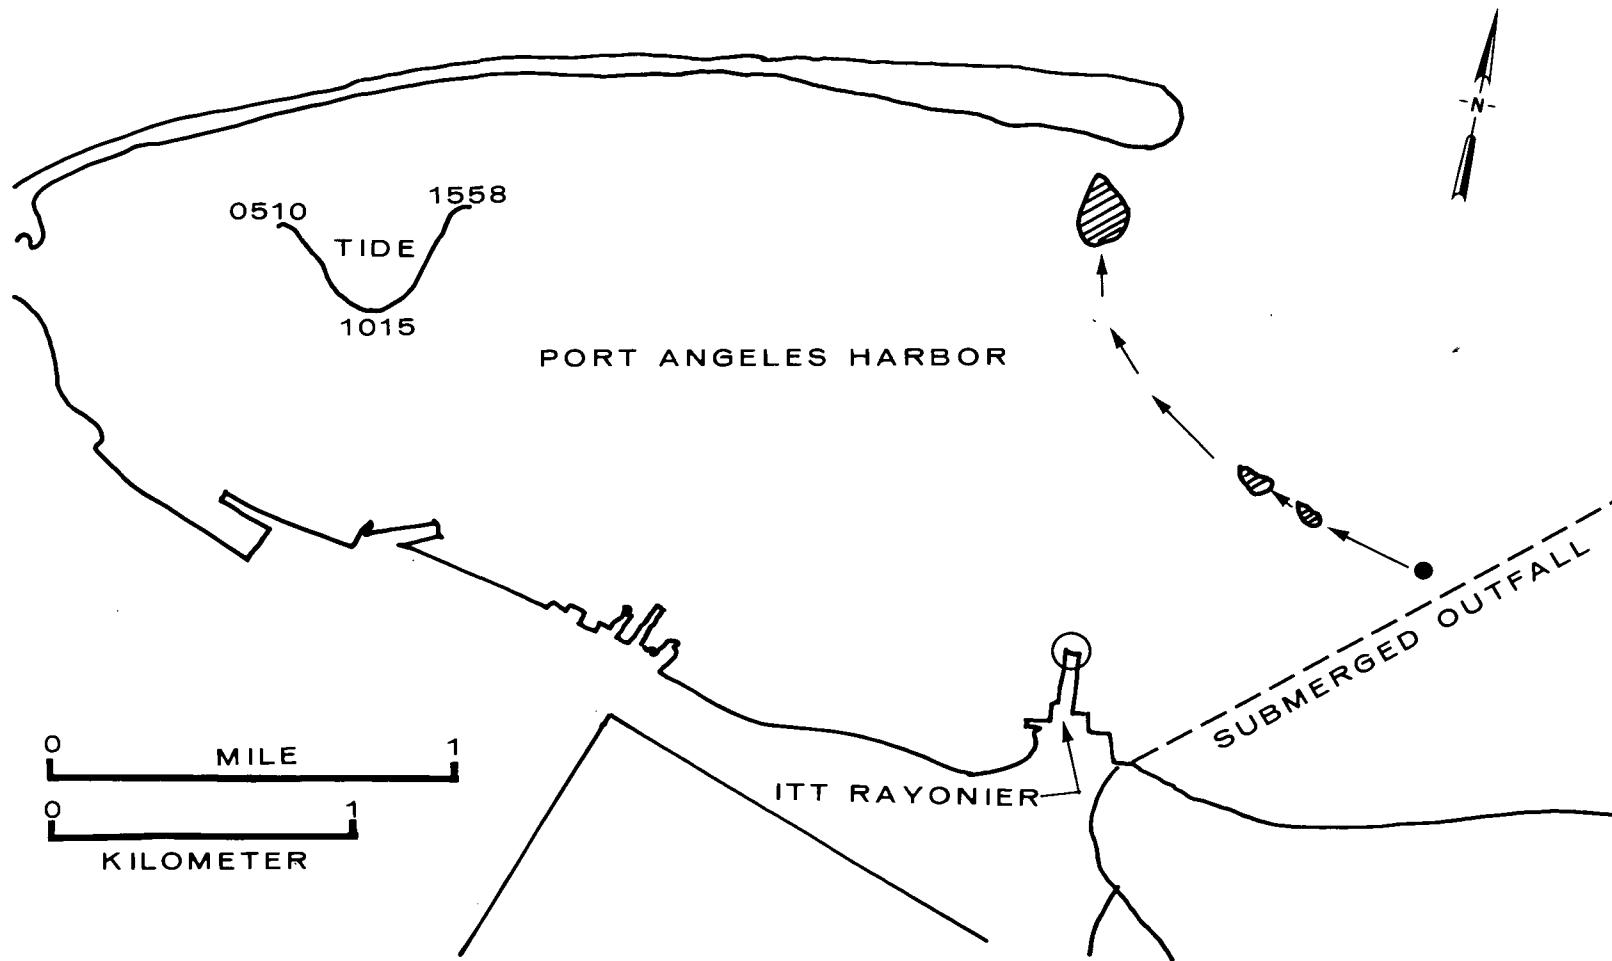 N
1558
0510
TIDE
1015
PORT ANGELES HARBOR
SUBMERGED OUTFALL
0 MILE 1
ITT RAYONIER
0 1
KILOMETER